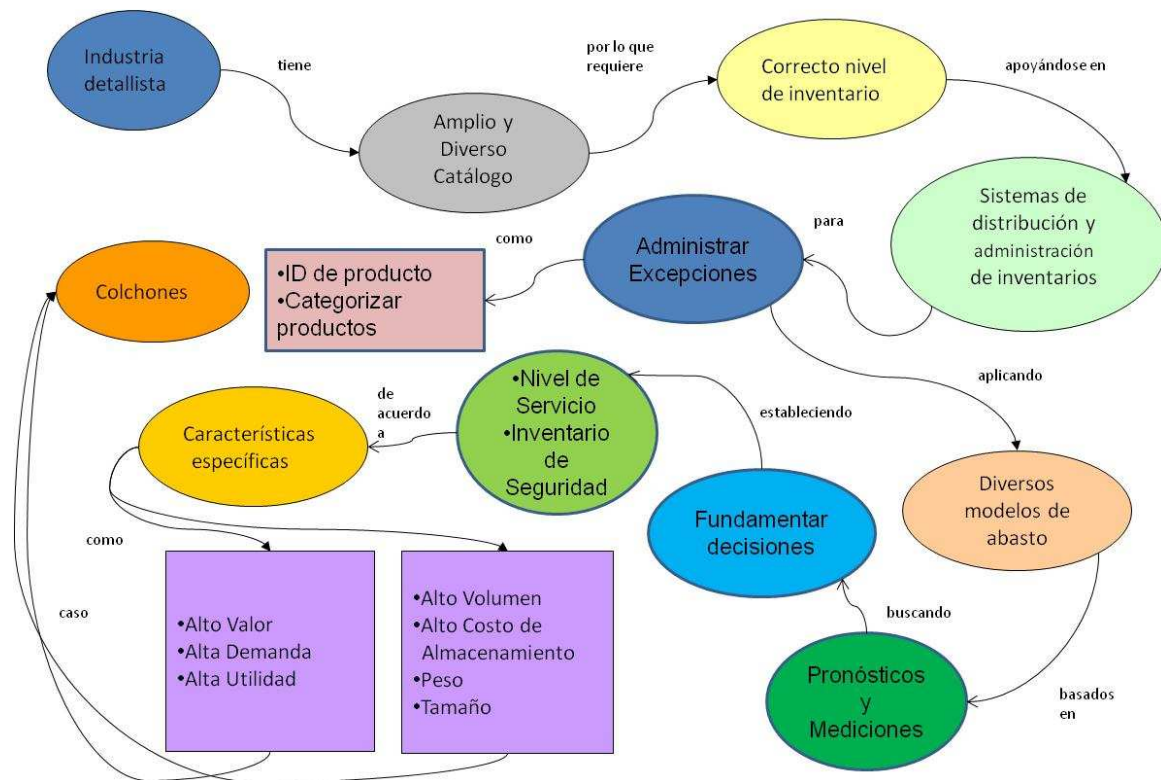 Industria
detallista
tiene
Amplio y
Diverso
Catálogo
por lo que
requiere
Correcto nivel
de inventario
apoyándose en
Sistemas de
distribución y
administración
de inventarios
para
Administrar
Excepciones
como
•ID de producto
•Categorizar
productos
aplicando
Diversos
modelos de
abasto
basados
en
Pronósticos
y
Mediciones
buscando
Fundamentar
decisiones
estableciendo
•Nivel de
Servicio
•Inventario
de
Seguridad
de
acuerdo
a
Características
específicas
como
•Alto Valor
•Alta Demanda
•Alta Utilidad
•Alto Volumen
•Alto Costo de
Almacenamiento
•Peso
•Tamaño
caso
Colchones